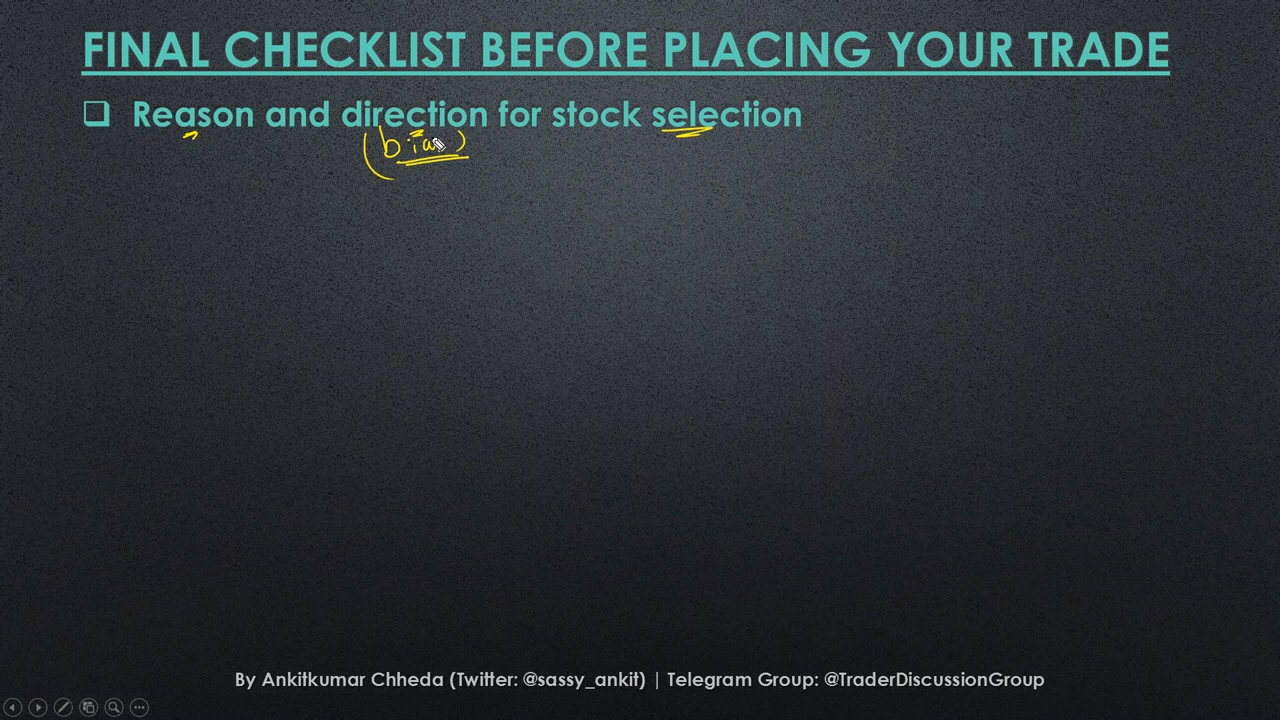 FINAL CHECKLIST BEFORE PLACING YOUR TRADE
❑ Reason and direction for stock selection
(bias)
By Ankitkumar Chheda (Twitter: @sassy_ankit) | Telegram Group: @TraderDiscussionGroup